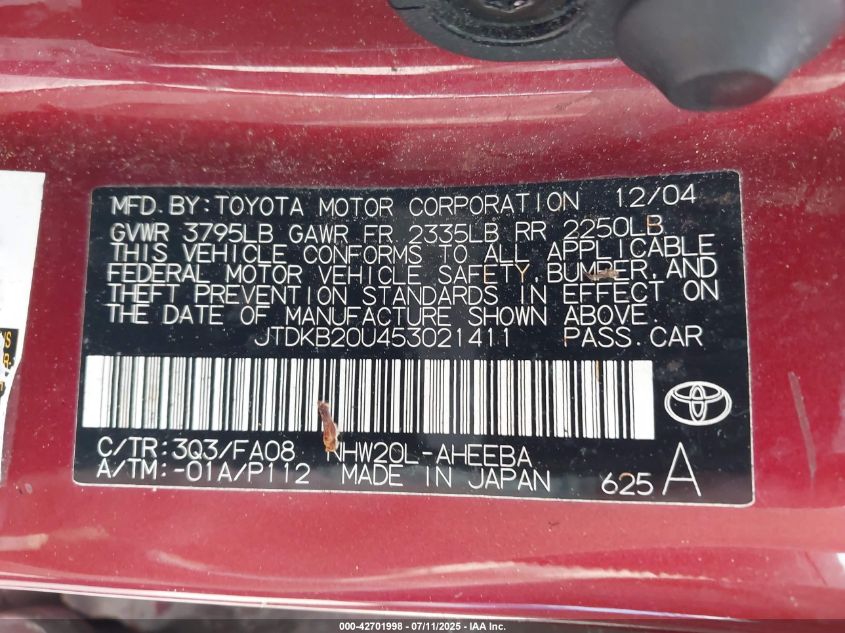 MFD. BY: TOYOTA MOTOR CORPORATION 12/04
GVWR 3795LB GAWR FR 2335LB RR 2250LB
THIS VEHICLE CONFORMS TO ALL APPLICABLE
FEDERAL MOTOR VEHICLE SAFETY, BUMPER, AND
THEFT PREVENTION STANDARDS IN EFFECT ON
THE DATE OF MANUFACTURE SHOWN ABOVE.
JTDKB20U453021411 PASS. CAR
C/TR: 3Q3/FA08 NHW20L-AHEEBA
A/TM: -01A/P112 MADE IN JAPAN 625 A
000-42701998 - 07/11/2025 - IAA Inc.